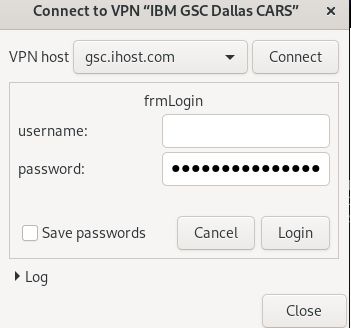 Connect to VPN “IBM GSC Dallas CARS” ×
VPN host gsc.ihost.com Connect
frmLogin
username:
password: ●●●●●●●●●●●●●●●
Save passwords Cancel Login
Log
Close